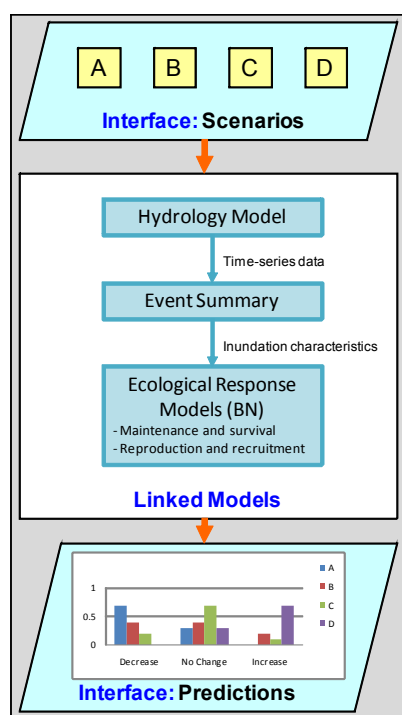 A B C D
Interface: Scenarios
Hydrology Model
Time-series data
Event Summary
Inundation characteristics
Ecological Response
Models (BN)
- Maintenance and survival
- Reproduction and recruitment
Linked Models
A
B
C
D
1
0.5
0
Decrease No Change Increase
Interface: Predictions